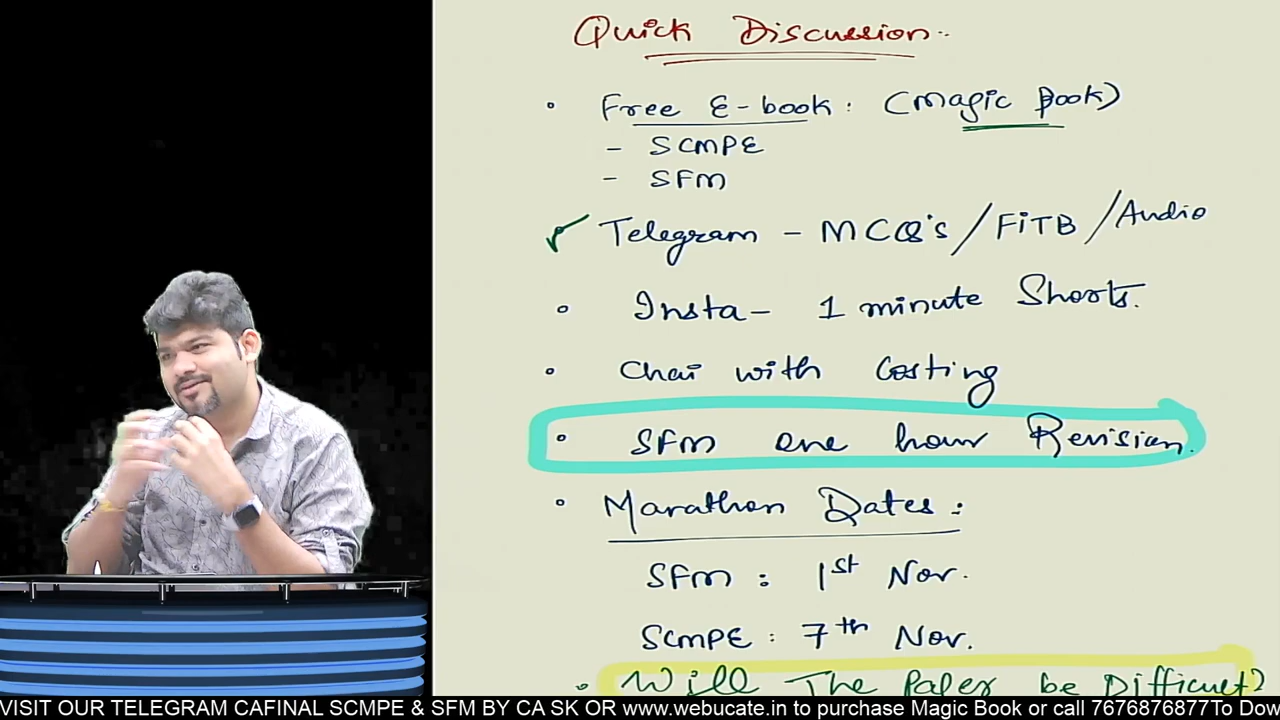 Quick Discussion..
• Free E-book : (Magic Book)
- SCMPE
- SFM
✓ Telegram - MCQ's / FiTB / Audio
• Insta - 1 minute Shorts.
• Chai with Costing
• SFM one hour Revision.
• Marathon Dates :
SFM : 1st Nov.
SCMPE : 7th Nov.
• Will The Paper be Difficult?
VISIT OUR TELEGRAM CAFINAL SCMPE & SFM BY CA SK OR www.webucate.in to purchase Magic Book or call 7676876877To Dow